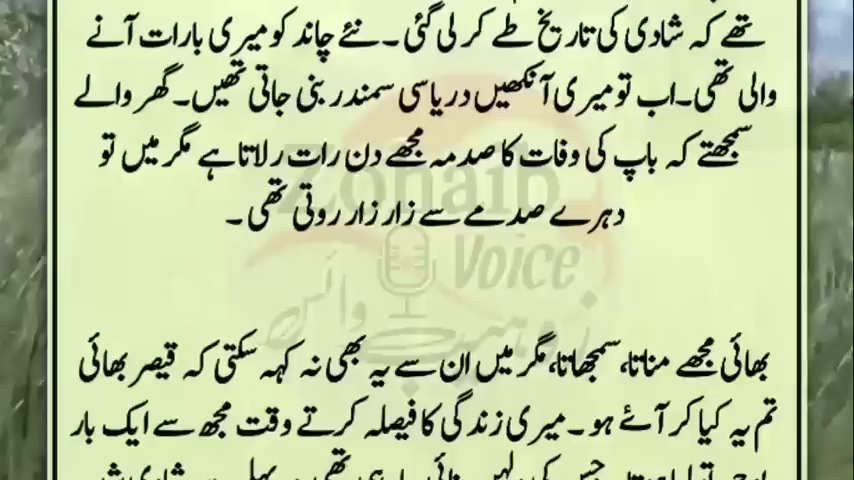 تھے کہ شادی کی تاریخ طے کر لی گئی ۔ نئے چاند کو میری بارات آنے
والی تھی۔ اب تو میری آنکھیں دریا سی سمندر بنی جاتی تھیں۔ گھر والے
سمجھتے کہ باپ کی وفات کا صدمہ مجھے دن رات رلاتا ہے مگر میں تو
دہرے صدمے سے زار زار روتی تھی ۔
Zohaib
Voice
زوہیب وائس
بھائی مجھے مناتا، سمجھاتا، مگر میں ان سے یہ بھی نہ کہہ سکتی کہ قیصر بھائی
تم یہ کیا کر آئے ہو ۔ میری زندگی کا فیصلہ کرتے وقت مجھ سے ایک بار